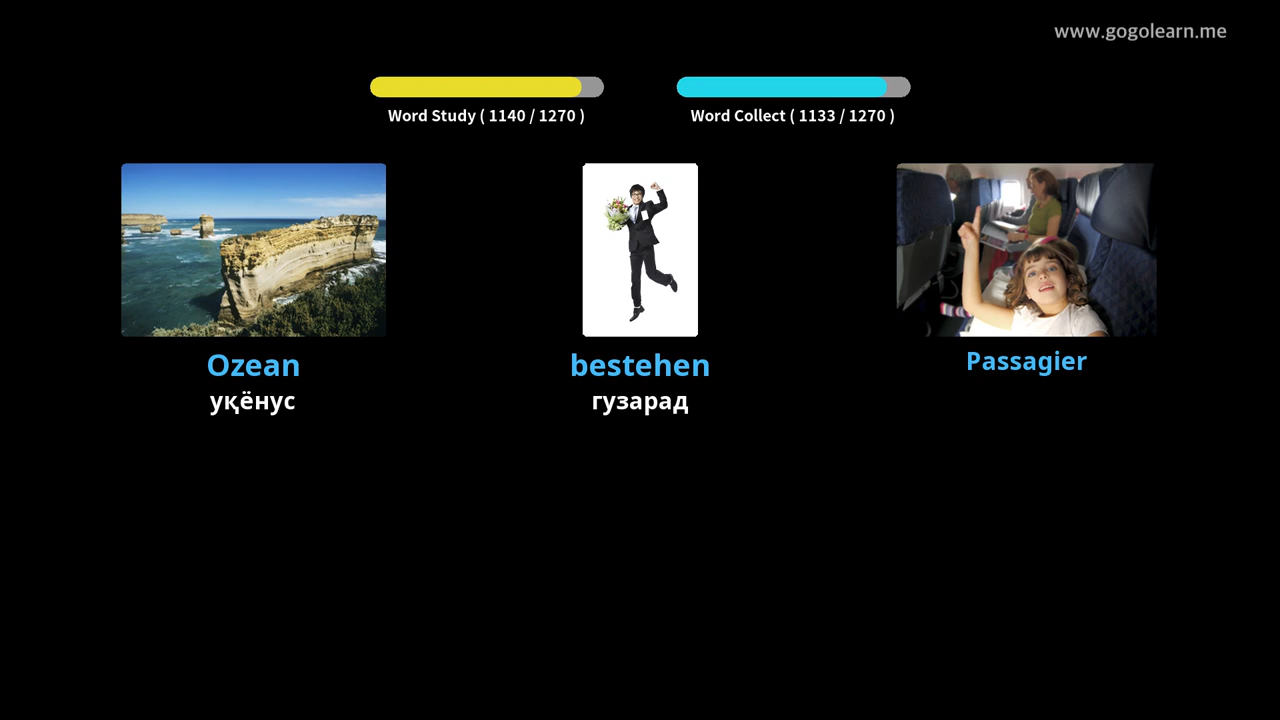 www.gogolearn.me
Word Study ( 1140 / 1270 )
Word Collect ( 1133 / 1270 )
Ozean
уқёнус
bestehen
гузарад
Passagier